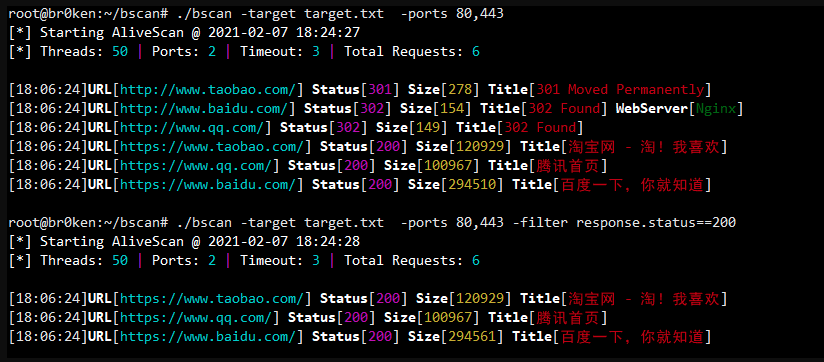 root@br0ken:~/bscan# ./bscan -target target.txt  -ports 80,443
[*] Starting AliveScan @ 2021-02-07 18:24:27
[*] Threads: 50 | Ports: 2 | Timeout: 3 | Total Requests: 6
[18:06:24]URL[http://www.taobao.com/] Status[301] Size[278] Title[301 Moved Permanently]
[18:06:24]URL[http://www.baidu.com/] Status[302] Size[154] Title[302 Found] WebServer[Nginx]
[18:06:24]URL[http://www.qq.com/] Status[302] Size[149] Title[302 Found]
[18:06:24]URL[https://www.taobao.com/] Status[200] Size[120929] Title[淘宝网 - 淘！我喜欢]
[18:06:24]URL[https://www.qq.com/] Status[200] Size[100967] Title[腾讯首页]
[18:06:24]URL[https://www.baidu.com/] Status[200] Size[294510] Title[百度一下，你就知道]
root@br0ken:~/bscan# ./bscan -target target.txt  -ports 80,443 -filter response.status==200
[*] Starting AliveScan @ 2021-02-07 18:24:28
[*] Threads: 50 | Ports: 2 | Timeout: 3 | Total Requests: 6
[18:06:24]URL[https://www.taobao.com/] Status[200] Size[120929] Title[淘宝网 - 淘！我喜欢]
[18:06:24]URL[https://www.qq.com/] Status[200] Size[100967] Title[腾讯首页]
[18:06:24]URL[https://www.baidu.com/] Status[200] Size[294561] Title[百度一下，你就知道]